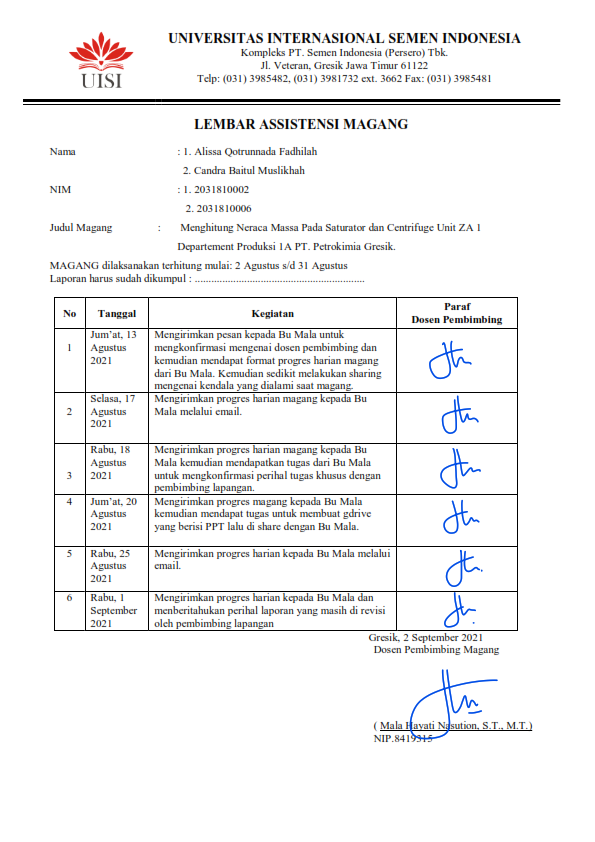 UNIVERSITAS INTERNASIONAL SEMEN INDONESIA
Kompleks PT. Semen Indonesia (Persero) Tbk.
Jl. Veteran, Gresik Jawa Timur 61122
Telp: (031) 3985482, (031) 3981732 ext. 3662 Fax: (031) 3985481
UISI
LEMBAR ASSISTENSI MAGANG
Nama : 1. Alissa Qotrunnada Fadhilah
2. Candra Baitul Muslikhah
NIM : 1. 2031810002
2. 2031810006
Judul Magang : Menghitung Neraca Massa Pada Saturator dan Centrifuge Unit ZA 1
Departement Produksi 1A PT. Petrokimia Gresik.
MAGANG dilaksanakan terhitung mulai: 2 Agustus s/d 31 Agustus
Laporan harus sudah dikumpul : ................................................................
No Tanggal Kegiatan Paraf
Dosen Pembimbing
1 Jum’at, 13
Agustus
2021
Mengirimkan pesan kepada Bu Mala untuk
mengkonfirmasi mengenai dosen pembimbing dan
kemudian mendapat format progres harian magang
dari Bu Mala. Kemudian sedikit melakukan sharing
mengenai kendala yang dialami saat magang.
2 Selasa, 17
Agustus
2021
Mengirimkan progres harian magang kepada Bu
Mala melalui email.
3 Rabu, 18
Agustus
2021
Mengirimkan progres harian magang kepada Bu
Mala kemudian mendapatkan tugas dari Bu Mala
untuk mengkonfirmasi perihal tugas khusus dengan
pembimbing lapangan.
4 Jum’at, 20
Agustus
2021
Mengirimkan progres magang kepada Bu Mala
kemudian mendapat tugas untuk membuat gdrive
yang berisi PPT lalu di share dengan Bu Mala.
5 Rabu, 25
Agustus
2021
Mengirimkan progres harian kepada Bu Mala melalui
email.
6 Rabu, 1
September
2021
Mengirimkan progres harian kepada Bu Mala dan
menberitahukan perihal laporan yang masih di revisi
oleh pembimbing lapangan
Gresik, 2 September 2021
Dosen Pembimbing Magang
( Mala Hayati Nasution, S.T., M.T.)
NIP.8419315